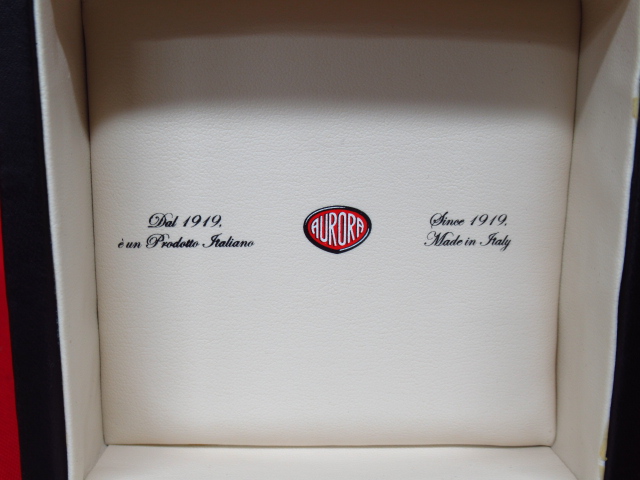 Dal 1919,
è un Prodotto Italiano
AURORA
Since 1919,
Made in Italy